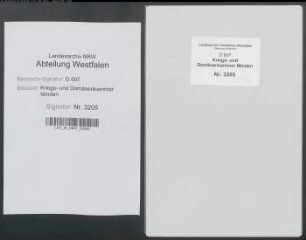 Landesarchiv NRW
Abteilung Westfalen
Bestands-Signatur: D 607
Bestand: Kriegs- und Domänenkammer
Minden
Signatur: Nr. 3205
Landesarchiv Nordrhein-Westfalen
D 607
Kriegs- und
Domänenkammer Minden
Nr. 3205